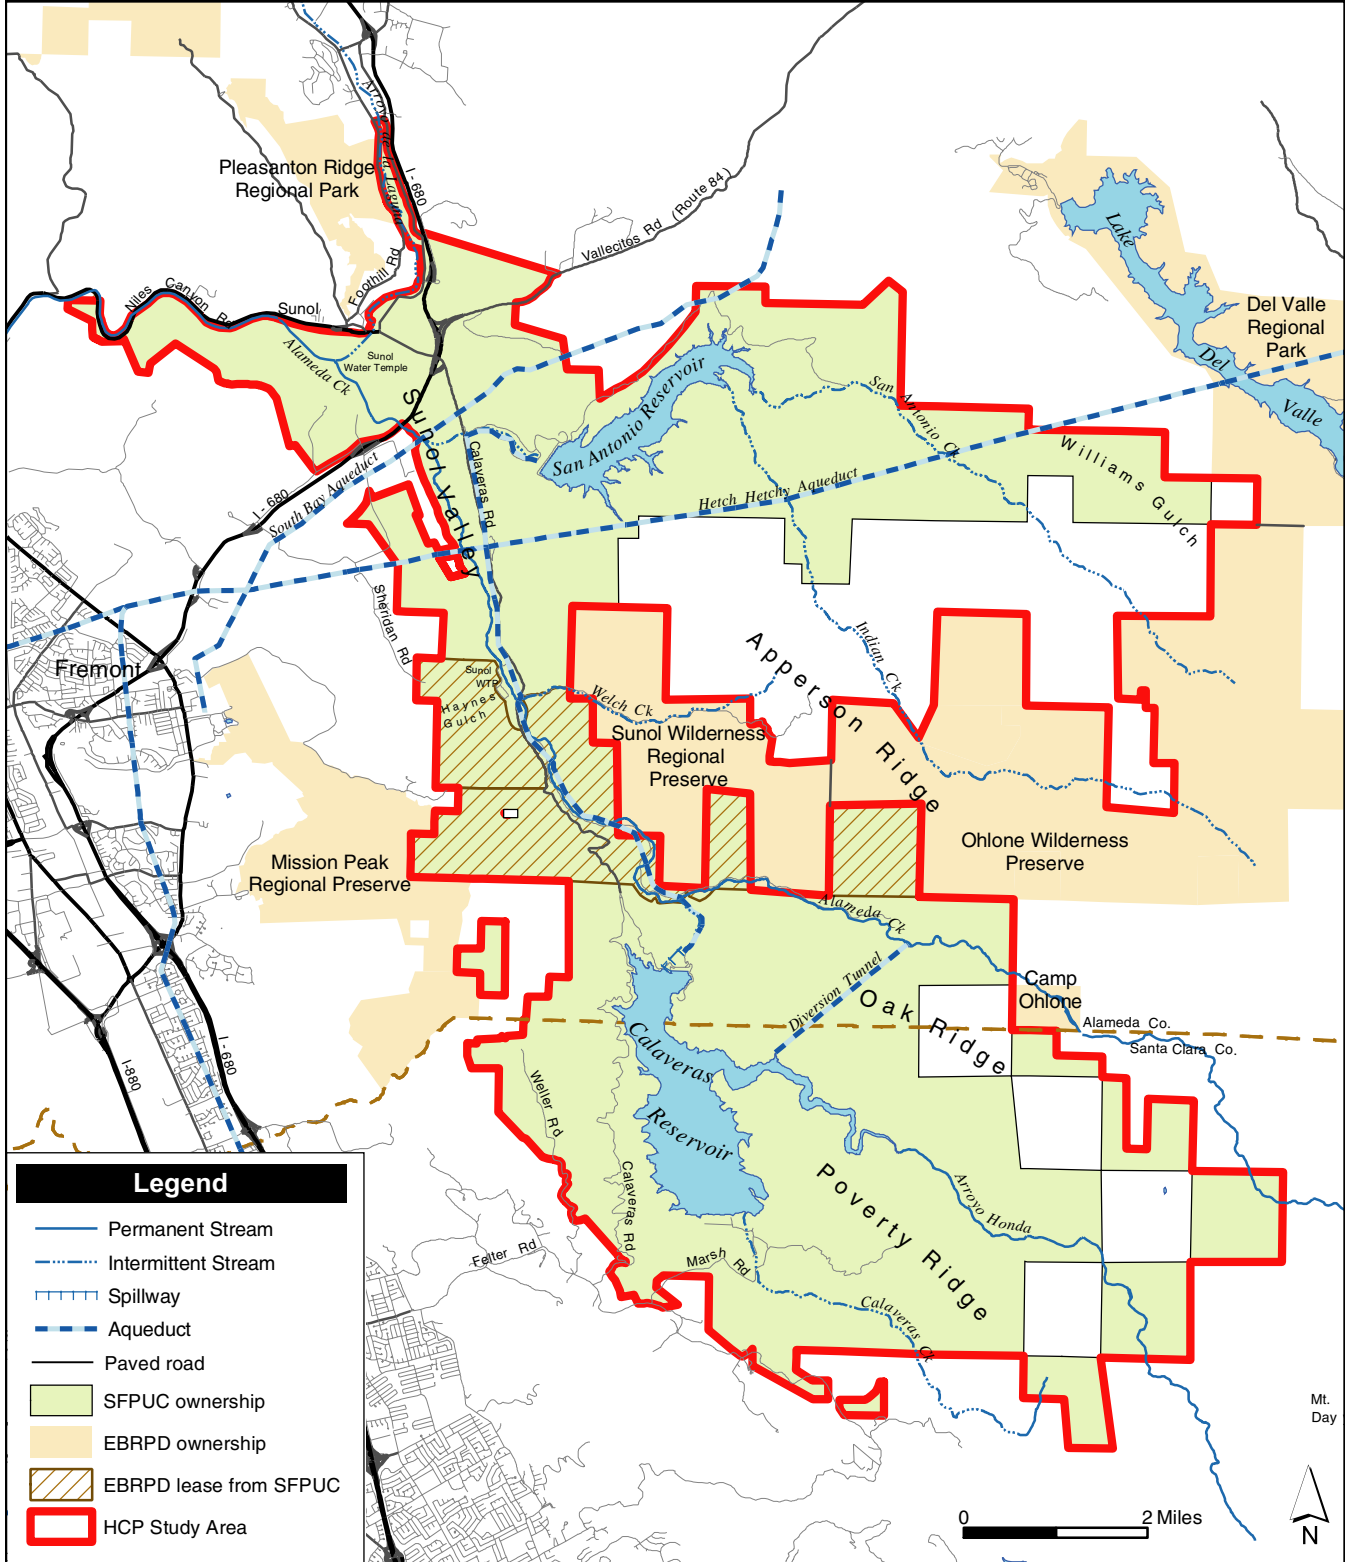 Arroyo de la Laguna
I - 680
Pleasanton Ridge
Regional Park
Foothill Rd
Vallecitos Rd (Route 84)
Niles Canyon Rd
Sunol
Alameda Ck
Sunol
Water Temple
Lake
Del
Valle
Del Valle
Regional
Park
San Antonio Reservoir
San Antonio Ck
Sunol Valley
Calaveras Rd
Williams Gulch
South Bay Aqueduct
I - 680
Hetch Hetchy Aqueduct
Sheridan Rd
Fremont
Sunol
WTP
Haynes
Gulch
Welch Ck
Indian Ck
Apperson Ridge
Sunol Wilderness
Regional
Preserve
Ohlone Wilderness
Preserve
Mission Peak
Regional Preserve
Alameda Ck
Diversion Tunnel
Camp
Ohlone
Oak Ridge
Alameda Co.
Santa Clara Co.
Calaveras
Reservoir
I-880
I - 680
Weller Rd
Calaveras Rd
Poverty Ridge
Arroyo Honda
Felter Rd
Marsh Rd
Calaveras Ck
Mt.
Day
Legend
Permanent Stream
Intermittent Stream
Spillway
Aqueduct
Paved road
SFPUC ownership
EBRPD ownership
EBRPD lease from SFPUC
HCP Study Area
0 2 Miles
N